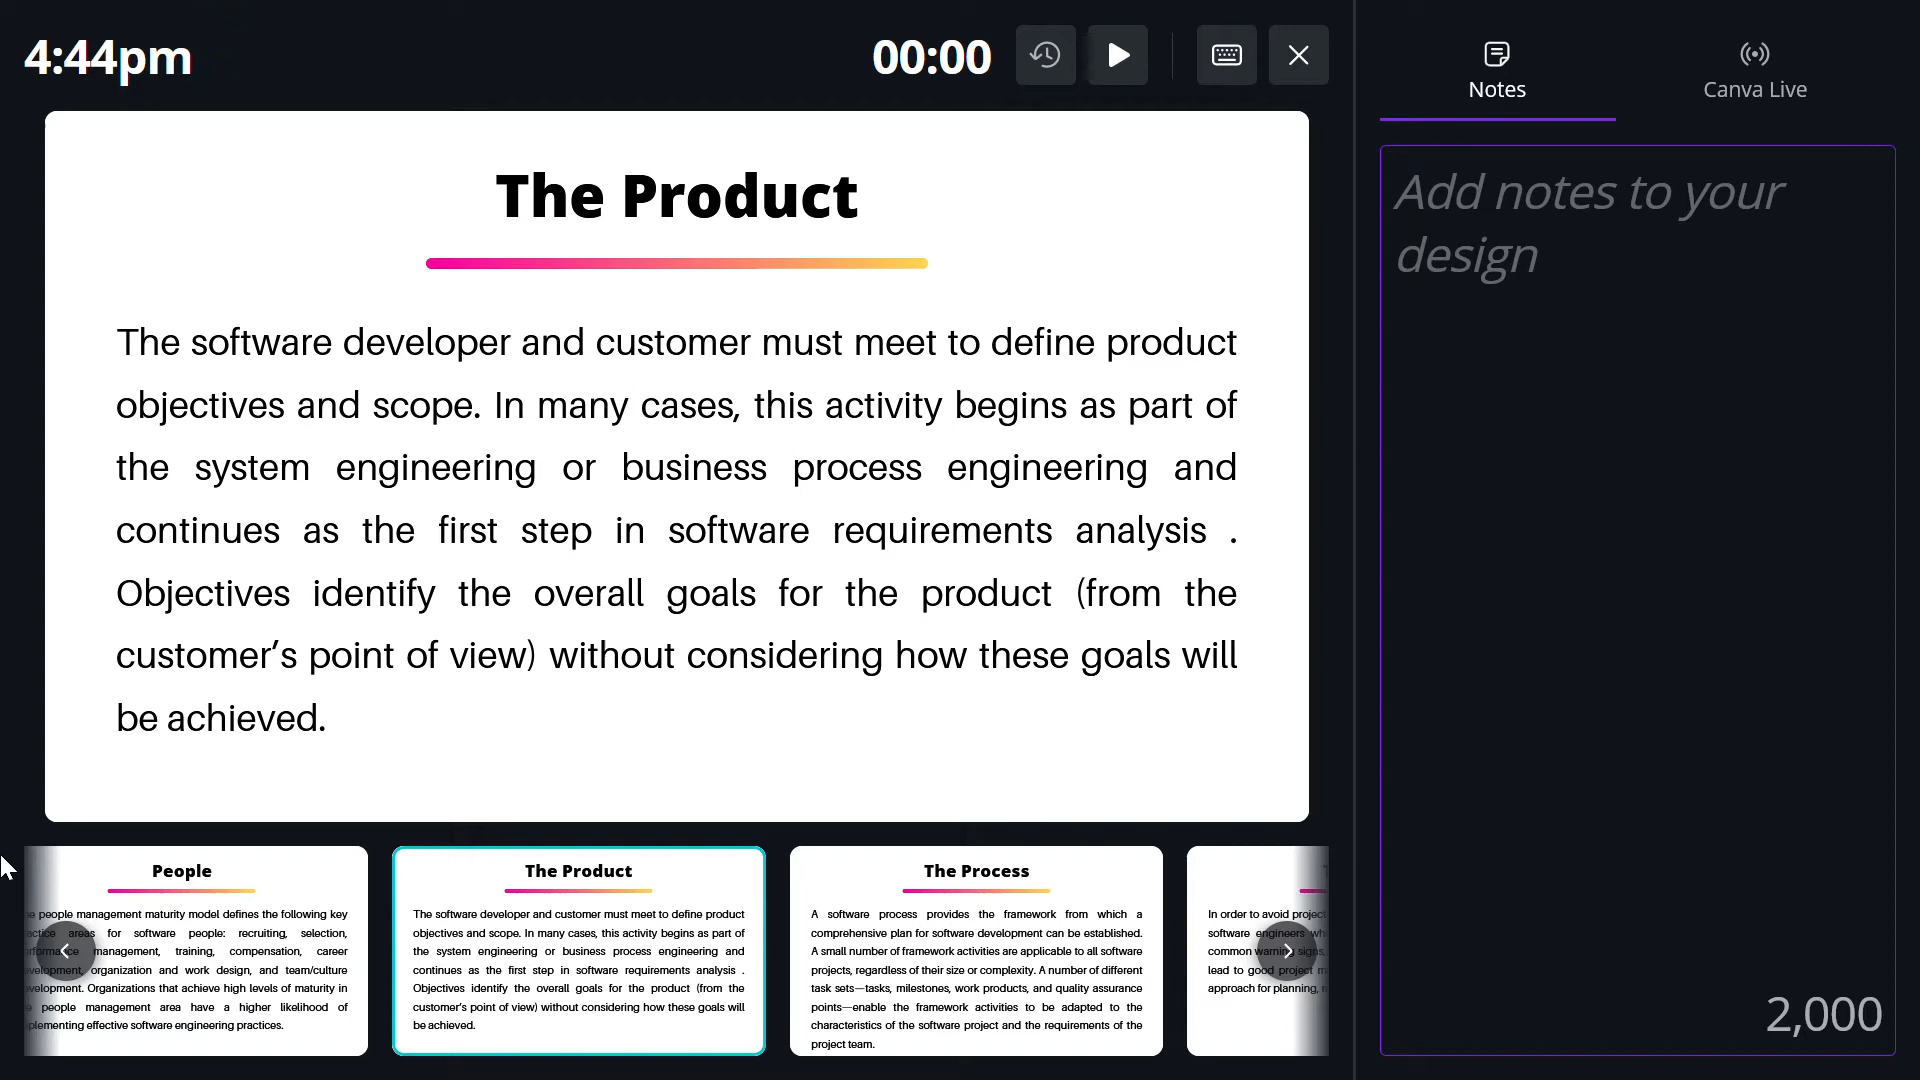 4:44pm
00:00
Notes
Canva Live
The Product
The software developer and customer must meet to define product
objectives and scope. In many cases, this activity begins as part of
the system engineering or business process engineering and
continues as the first step in software requirements analysis .
Objectives identify the overall goals for the product (from the
customer’s point of view) without considering how these goals will
be achieved.
Add notes to your
design
2,000
People
people management maturity model defines the following key
areas for software people: recruiting, selection,
management, training, compensation, career
organization and work design, and team/culture
Organizations that achieve high levels of maturity in
people management area have a higher likelihood of
effective software engineering practices.
The Product
The software developer and customer must meet to define product
objectives and scope. In many cases, this activity begins as part of
the system engineering or business process engineering and
continues as the first step in software requirements analysis .
Objectives identify the overall goals for the product (from the
customer’s point of view) without considering how these goals will
be achieved.
The Process
A software process provides the framework from which a
comprehensive plan for software development can be established.
A small number of framework activities are applicable to all software
projects, regardless of their size or complexity. A number of different
task sets—tasks, milestones, work products, and quality assurance
points—enable the framework activities to be adapted to the
characteristics of the software project and the requirements of the
project team.
In order to avoid project
software engineers
common warning signs,
lead to good project
approach for planning,